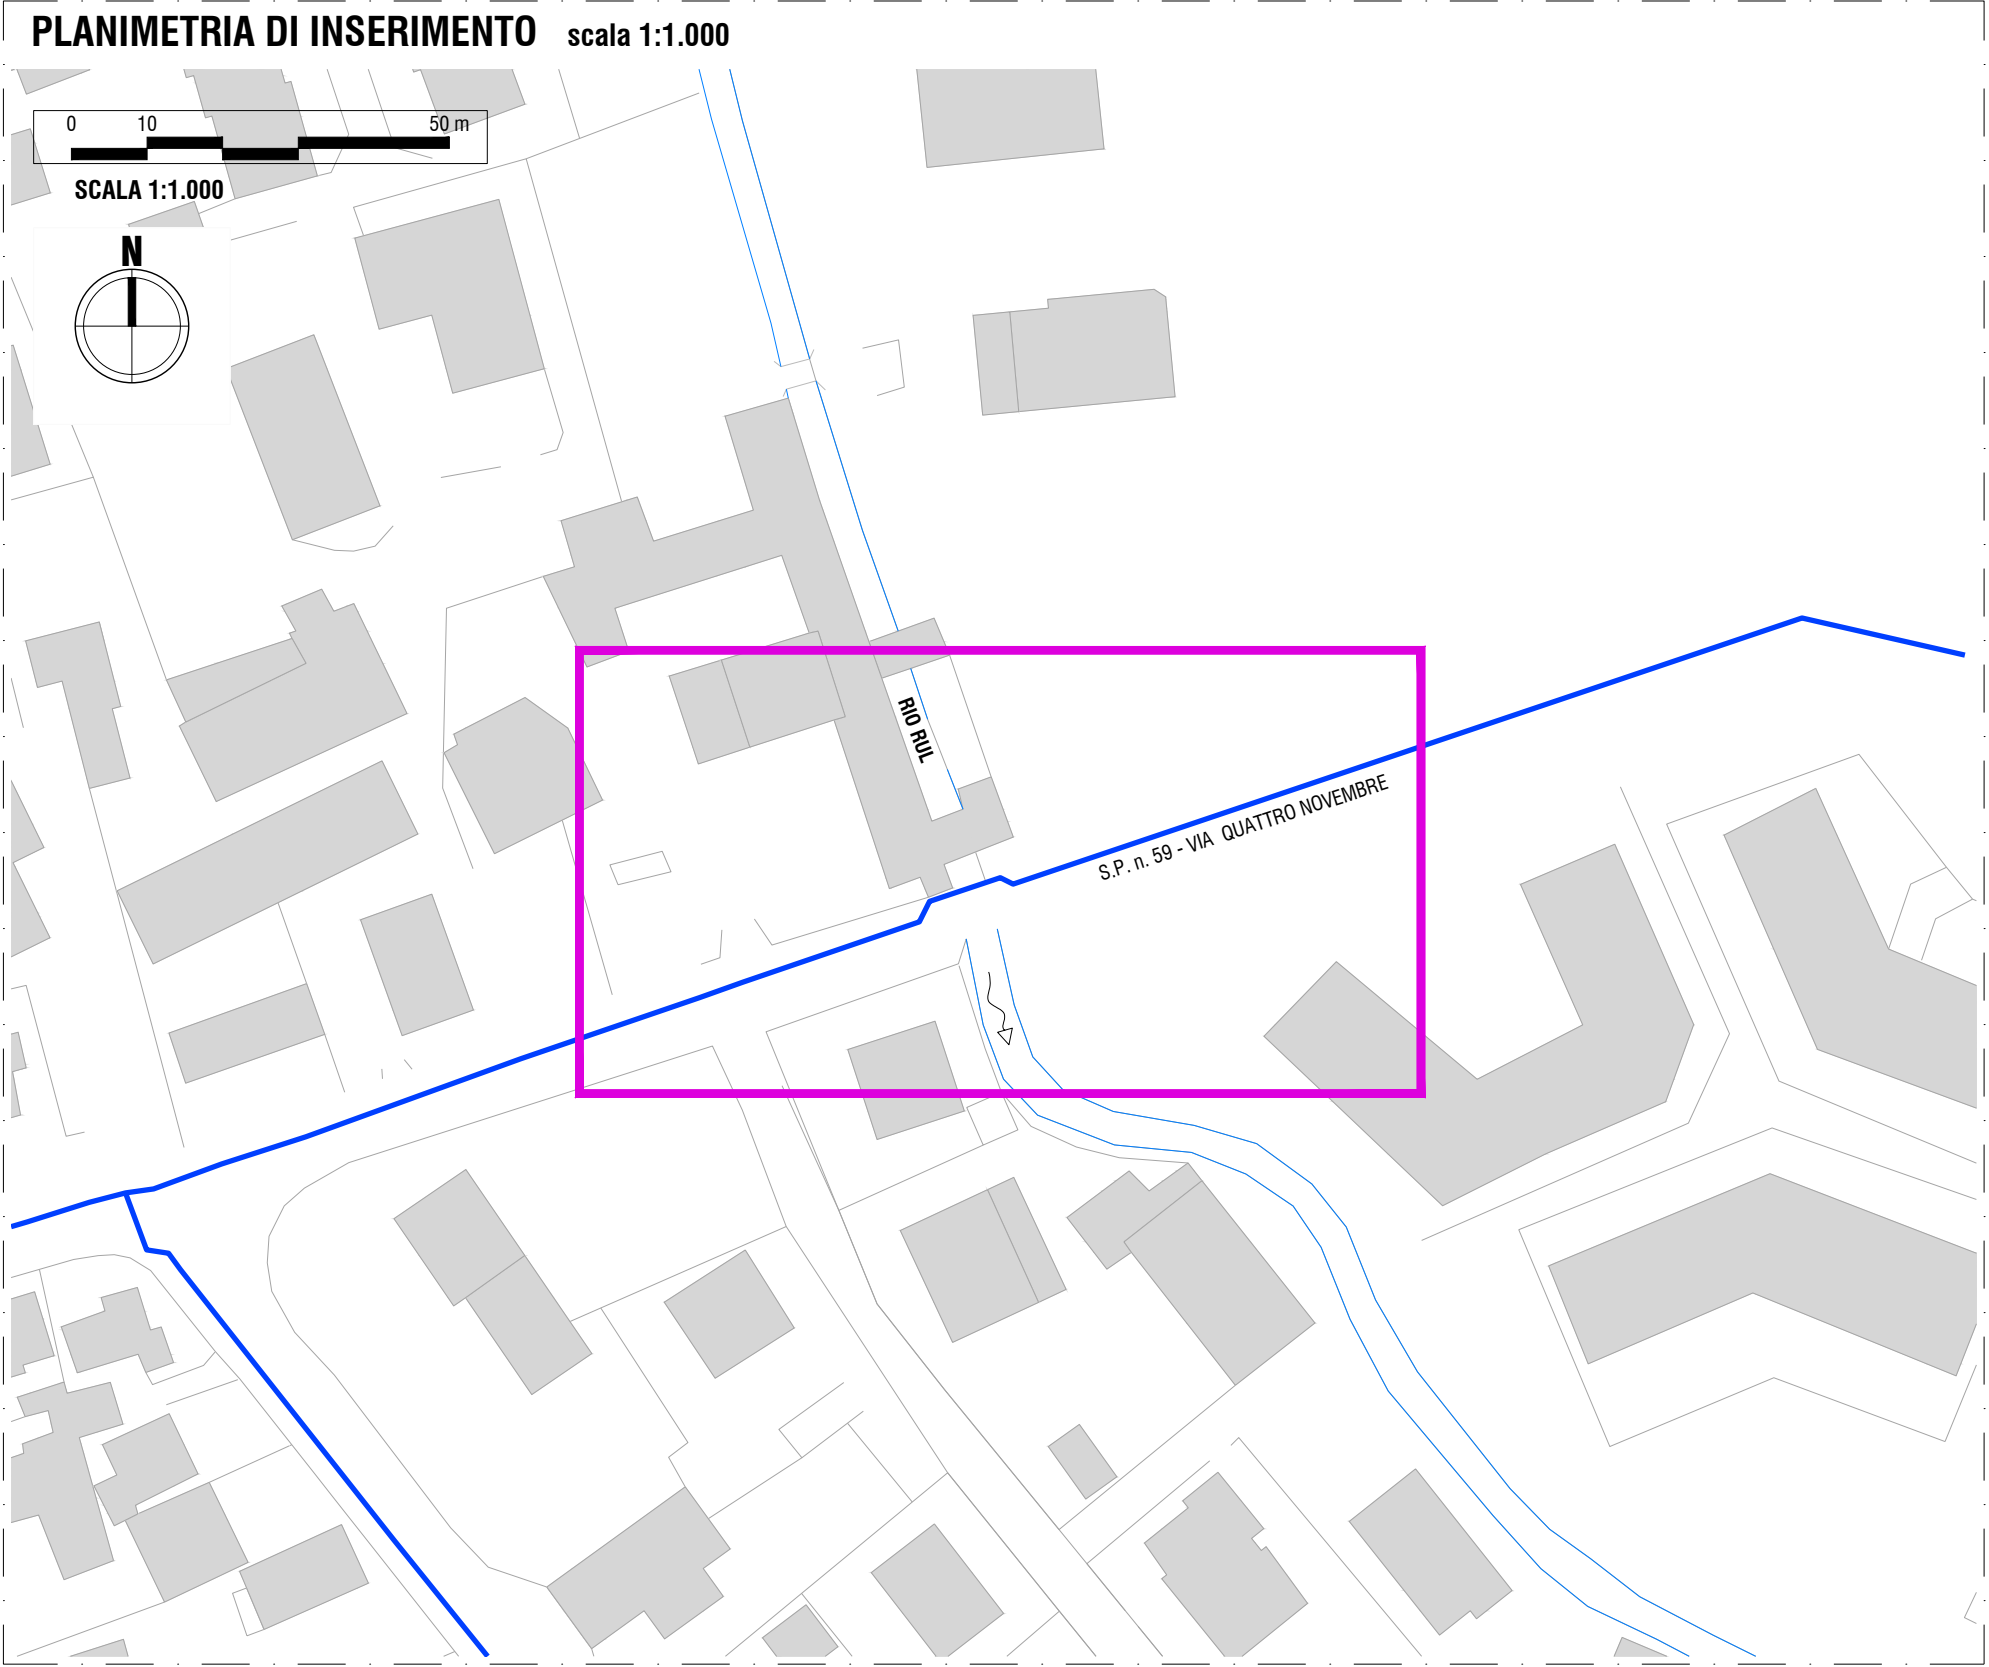 PLANIMETRIA DI INSERIMENTO scala 1:1.000
0 10 50 m
SCALA 1:1.000
N
RIO RUL
S.P. n. 59 - VIA QUATTRO NOVEMBRE